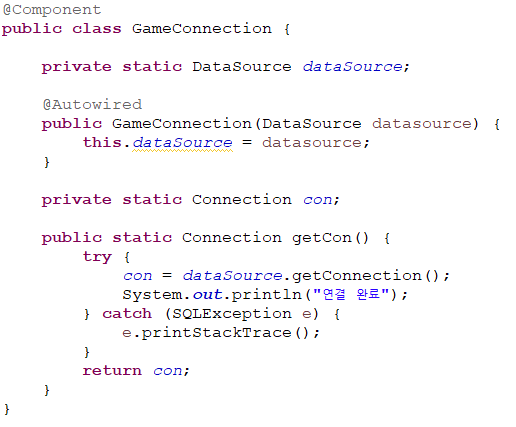 @Component
public class GameConnection {
    private static DataSource dataSource;
    @Autowired
    public GameConnection(DataSource datasource) {
        this.dataSource = datasource;
    }
    private static Connection con;
    public static Connection getCon() {
        try {
            con = dataSource.getConnection();
            System.out.println("연결 완료");
        } catch (SQLException e) {
            e.printStackTrace();
        }
        return con;
    }
}